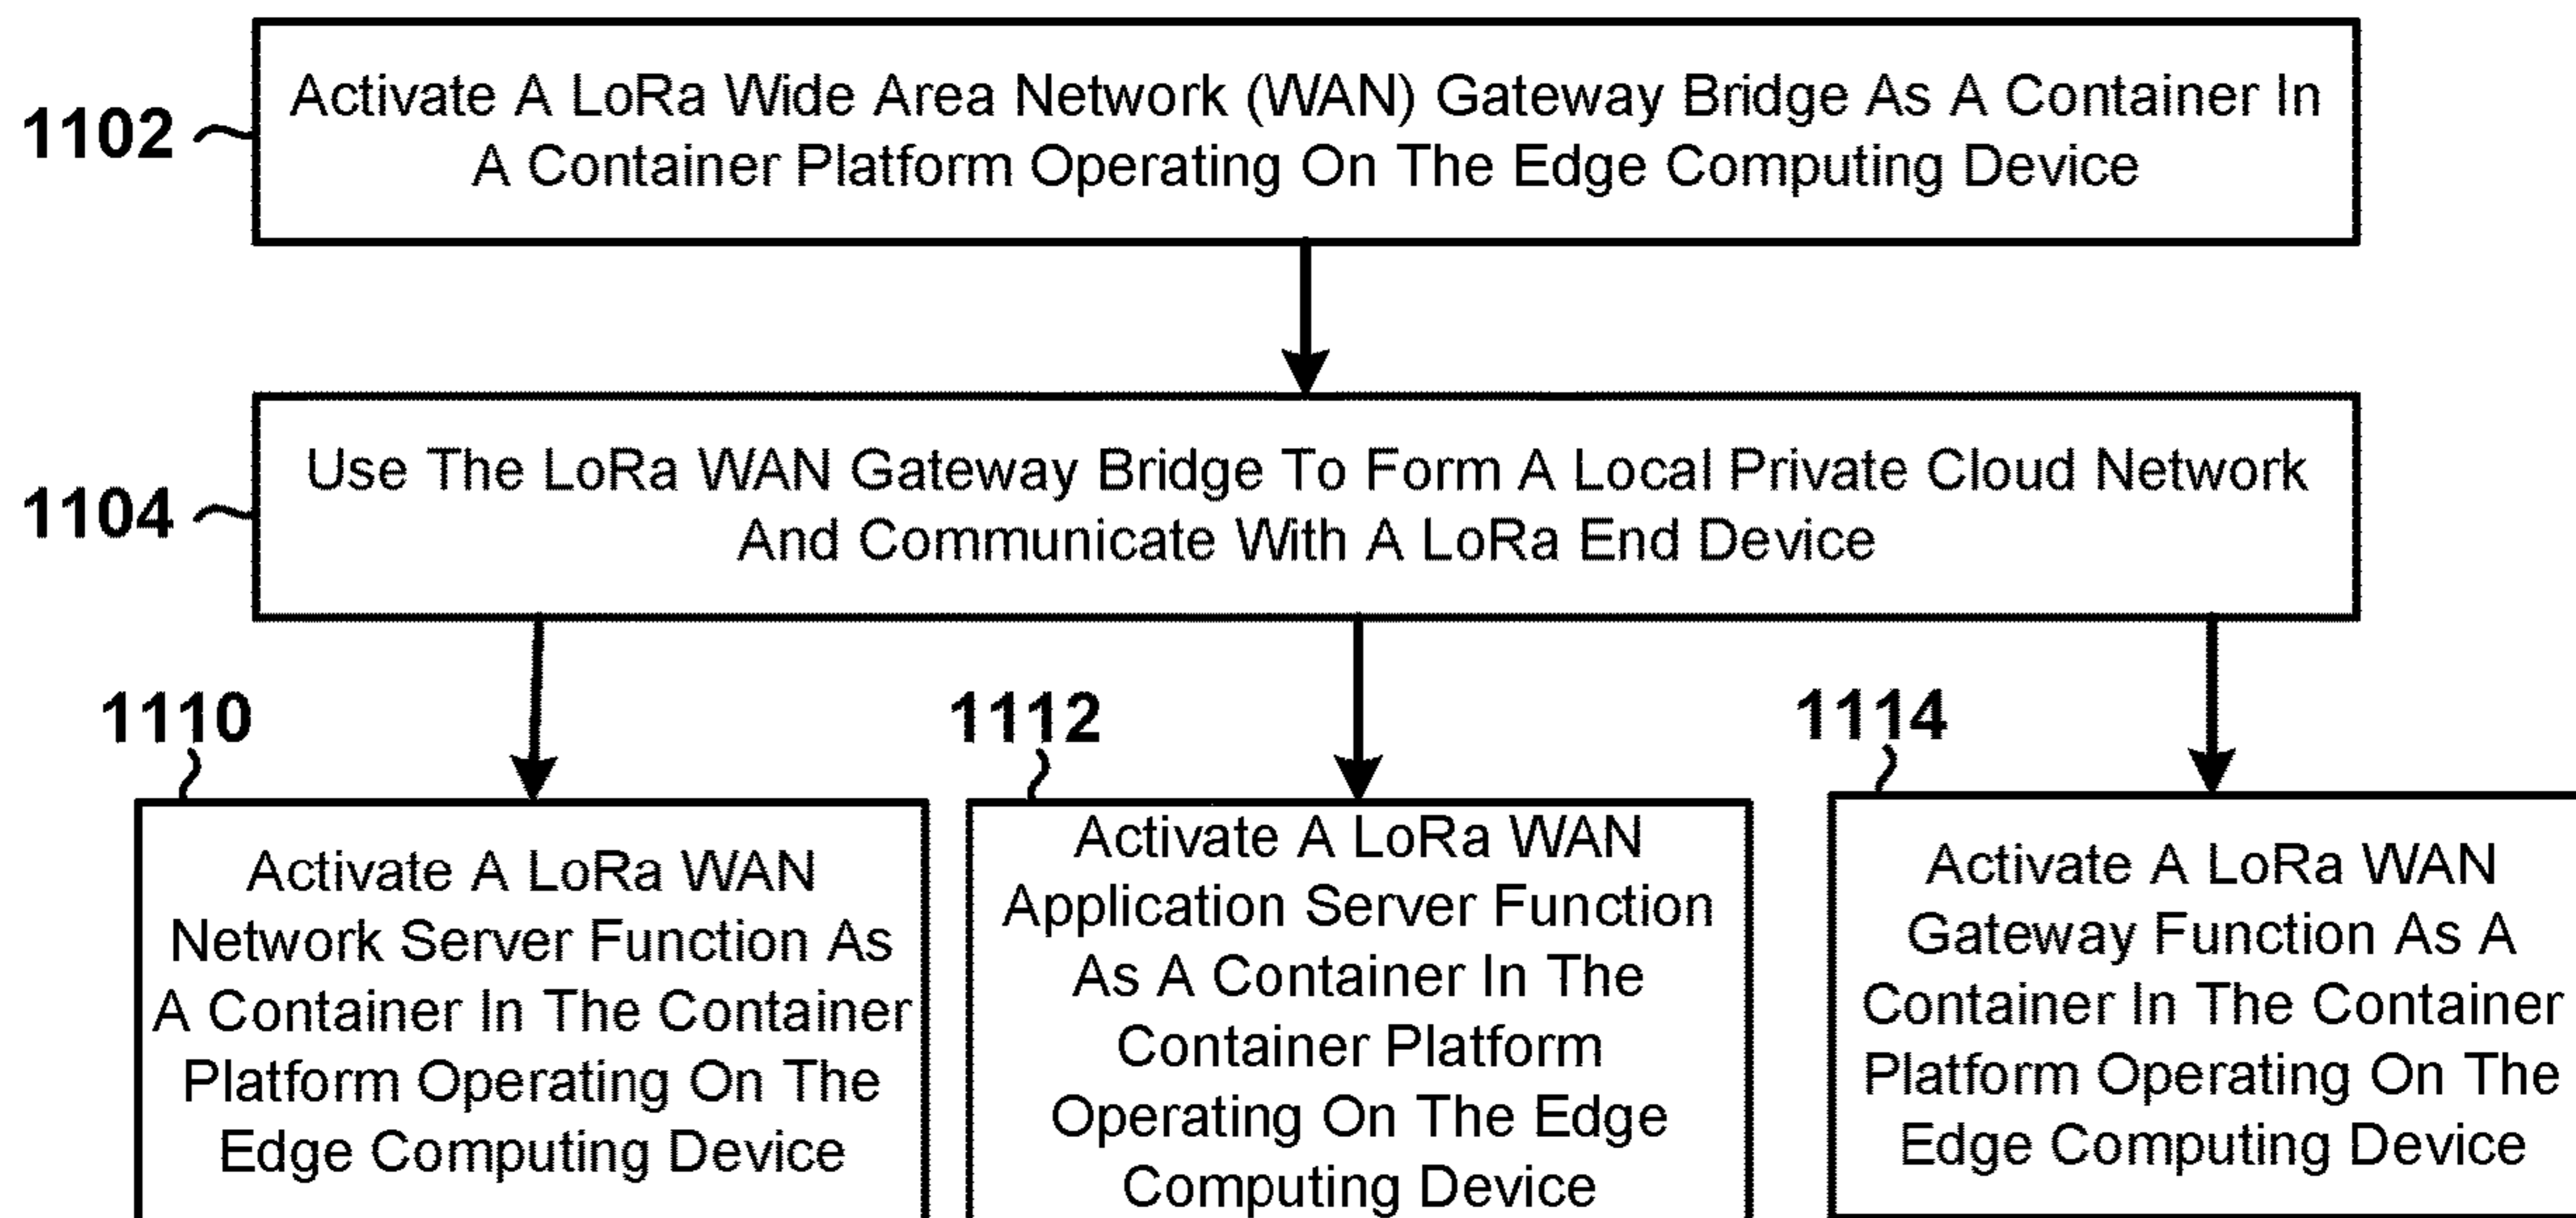 1102
Activate A LoRa Wide Area Network (WAN) Gateway Bridge As A Container In
A Container Platform Operating On The Edge Computing Device
1104
Use The LoRa WAN Gateway Bridge To Form A Local Private Cloud Network
And Communicate With A LoRa End Device
1110
Activate A LoRa WAN
Network Server Function As
A Container In The Container
Platform Operating On The
Edge Computing Device
1112
Activate A LoRa WAN
Application Server Function
As A Container In The
Container Platform
Operating On The Edge
Computing Device
1114
Activate A LoRa WAN
Gateway Function As A
Container In The Container
Platform Operating On The
Edge Computing Device